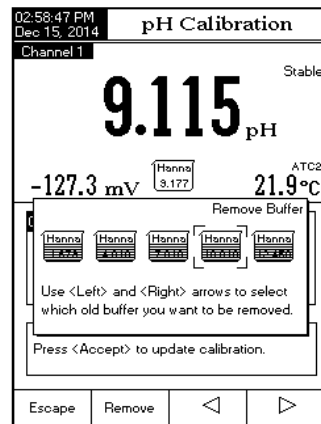 02:58:47 PM
Dec 15, 2014
pH Calibration
Channel 1
Stable
9.115 pH
-127.3 mV
Hanna
9.177
ATC2
21.9°C
Remove Buffer
Hanna Hanna Hanna Hanna Hanna
Use <Left> and <Right> arrows to select
which old buffer you want to be removed.
Press <Accept> to update calibration.
Escape Remove